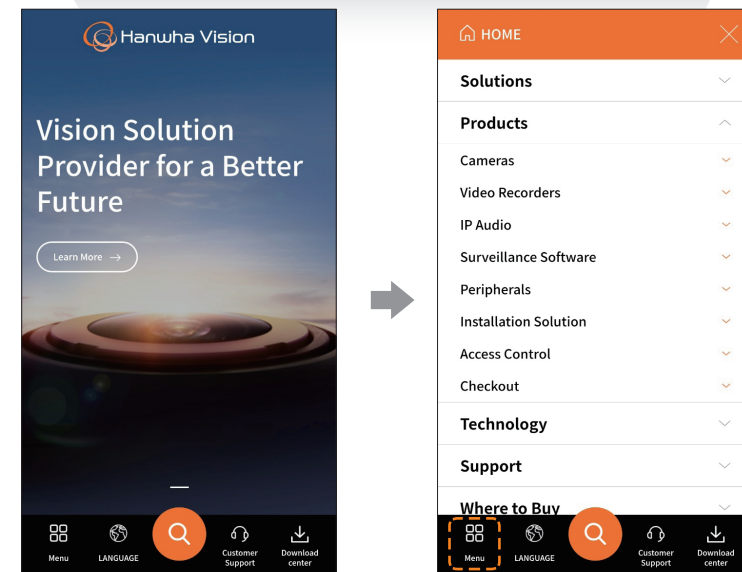 Hanwha Vision
Vision Solution
Provider for a Better
Future
Learn More →
Menu
LANGUAGE
Customer
Support
Download
center
HOME
Solutions
Products
Cameras
Video Recorders
IP Audio
Surveillance Software
Peripherals
Installation Solution
Access Control
Checkout
Technology
Support
Where to Buy
Menu
LANGUAGE
Customer
Support
Download
center